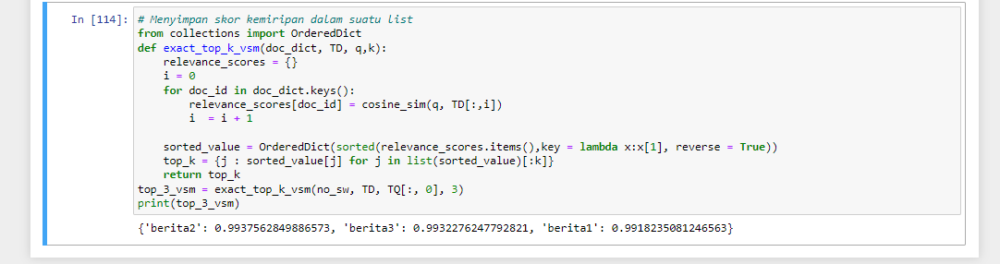 In [114]: # Menyimpan skor kemiripan dalam suatu list
from collections import OrderedDict
def exact_top_k_vsm(doc_dict, TD, q,k):
    relevance_scores = {}
    i = 0
    for doc_id in doc_dict.keys():
        relevance_scores[doc_id] = cosine_sim(q, TD[:,i])
        i  = i + 1

    sorted_value = OrderedDict(sorted(relevance_scores.items(),key = lambda x:x[1], reverse = True))
    top_k = {j : sorted_value[j] for j in list(sorted_value)[:k]}
    return top_k
top_3_vsm = exact_top_k_vsm(no_sw, TD, TQ[:, 0], 3)
print(top_3_vsm)
{'berita2': 0.9937562849886573, 'berita3': 0.9932276247792821, 'berita1': 0.9918235081246563}